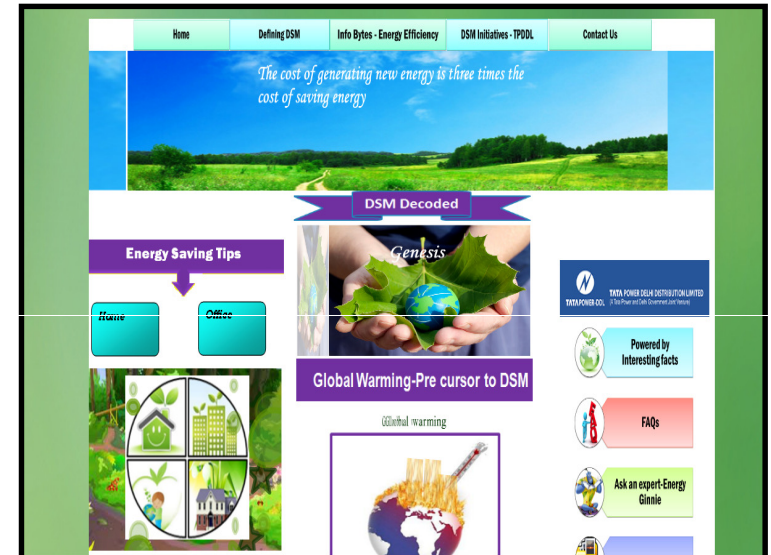 Home
Defining DSM
Info Bytes - Energy Efficiency
DSM Initiatives - TPDDL
Contact Us
The cost of generating new energy is three times the
cost of saving energy
DSM Decoded
Energy Saving Tips
Genesis
Home
Office
TATA POWER-DDL
TATA POWER DELHI DISTRIBUTION LIMITED
(A Tata Power and Delhi Government Joint Venture)
Powered by
Interesting facts
Global Warming-Pre cursor to DSM
warming
FAQs
FAQ
Ask an expert-Energy
Ginnie